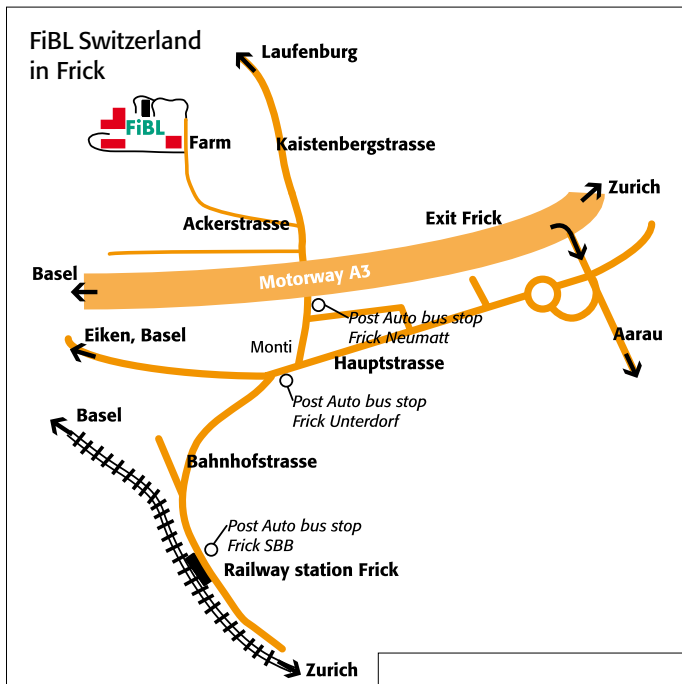 FiBL Switzerland
in Frick
Laufenburg
FiBL
Farm
Kaistenbergstrasse
Zurich
Ackerstrasse
Exit Frick
Basel
Motorway A3
Post Auto bus stop
Frick Neumatt
Eiken, Basel
Monti
Aarau
Hauptstrasse
Post Auto bus stop
Frick Unterdorf
Basel
Bahnhofstrasse
Post Auto bus stop
Frick SBB
Railway station Frick
Zurich